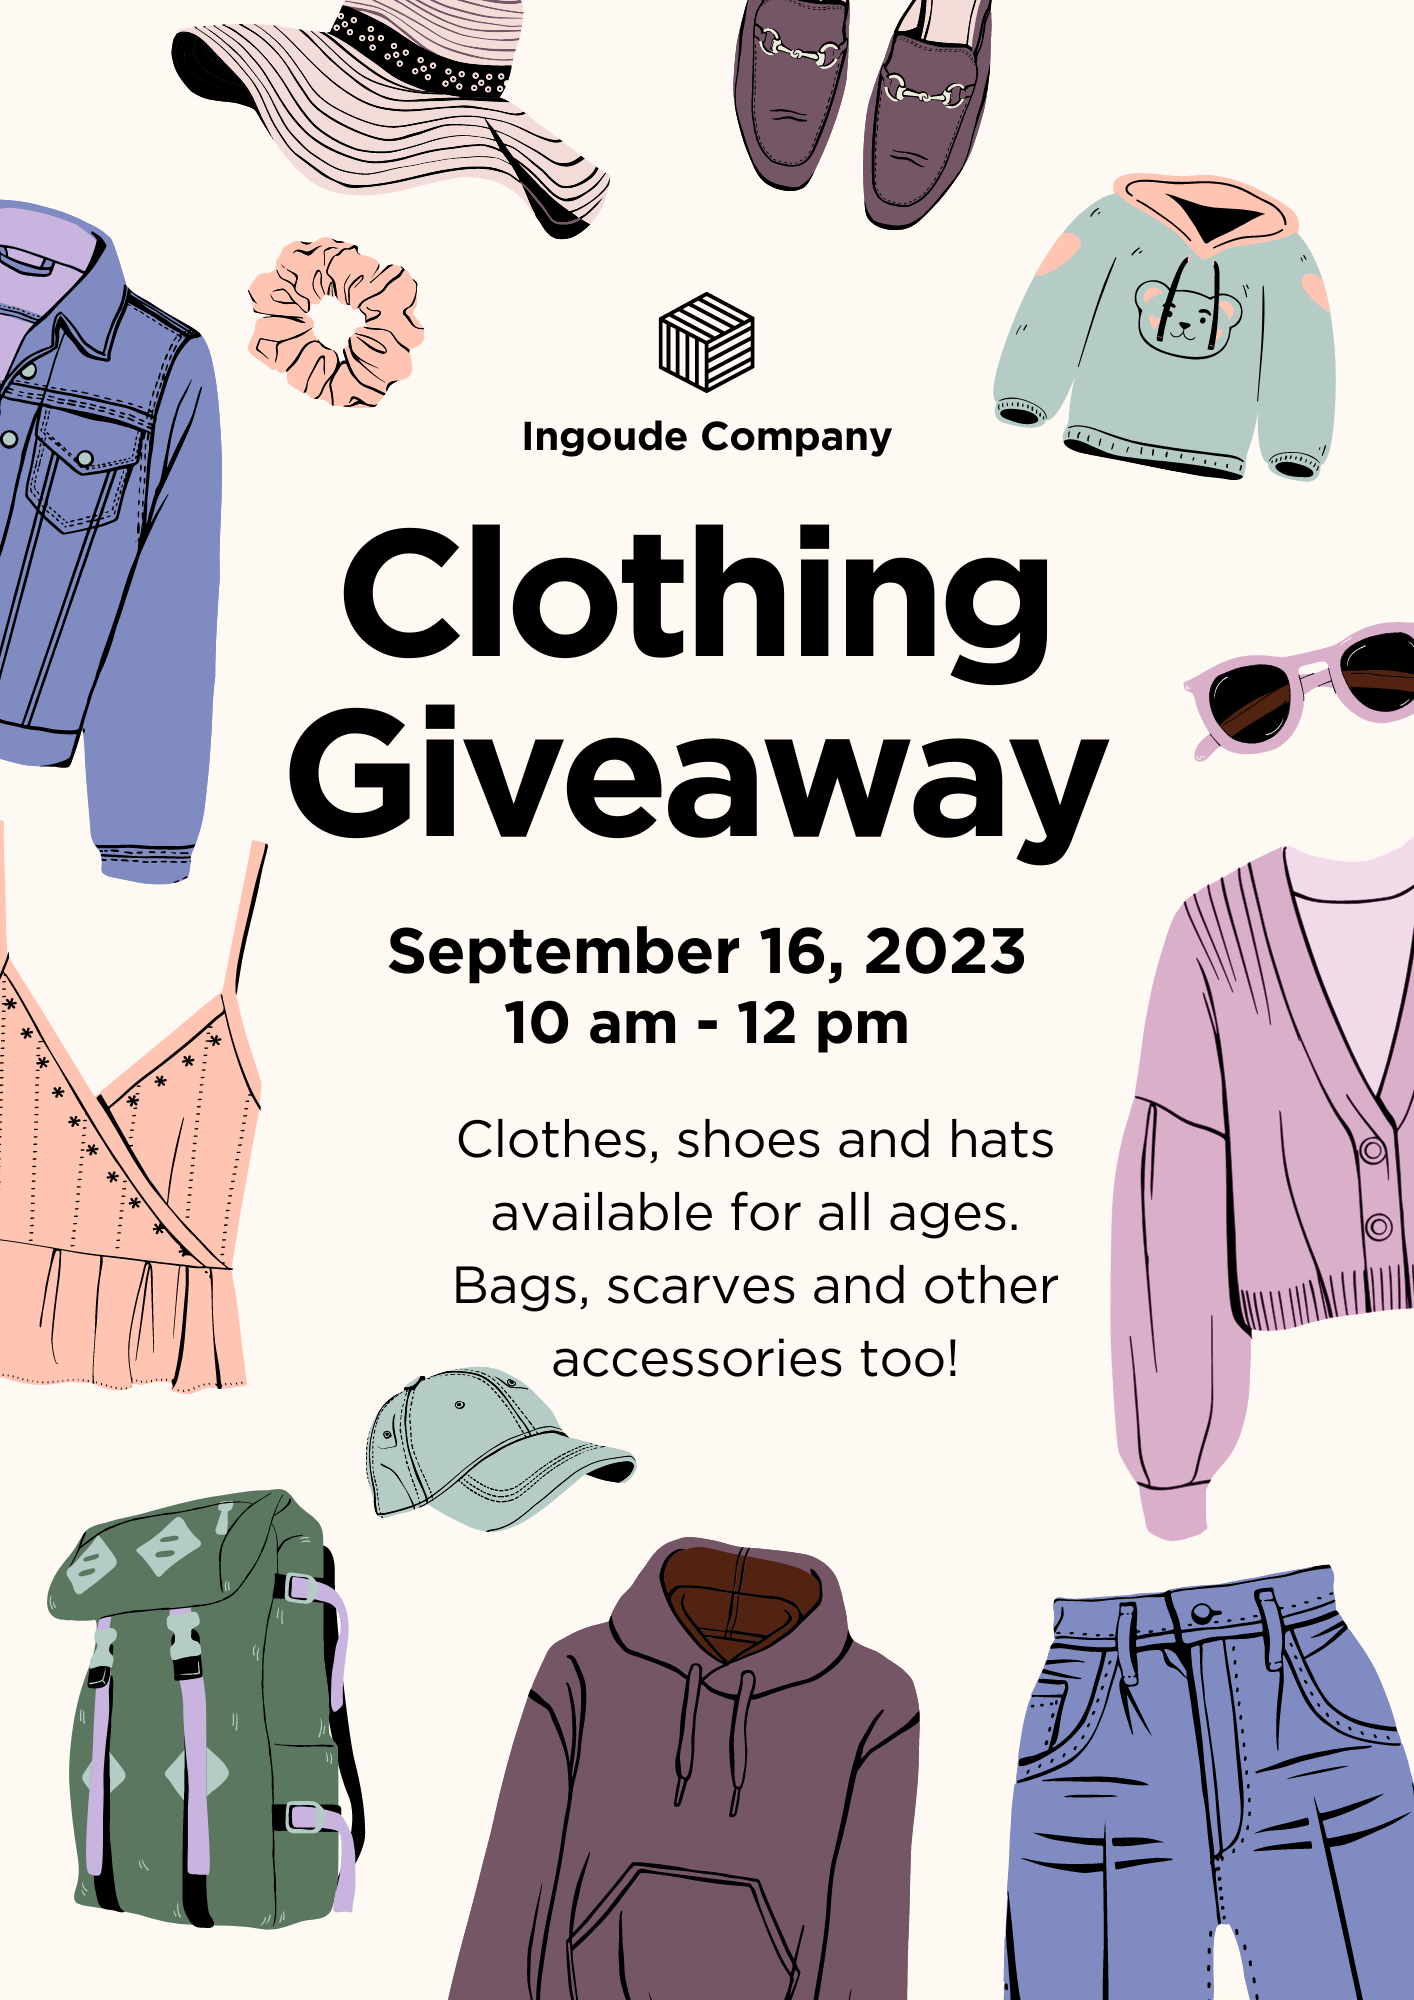 Ingoude Company
Clothing
Giveaway
September 16, 2023
10 am - 12 pm
Clothes, shoes and hats
available for all ages.
Bags, scarves and other
accessories too!